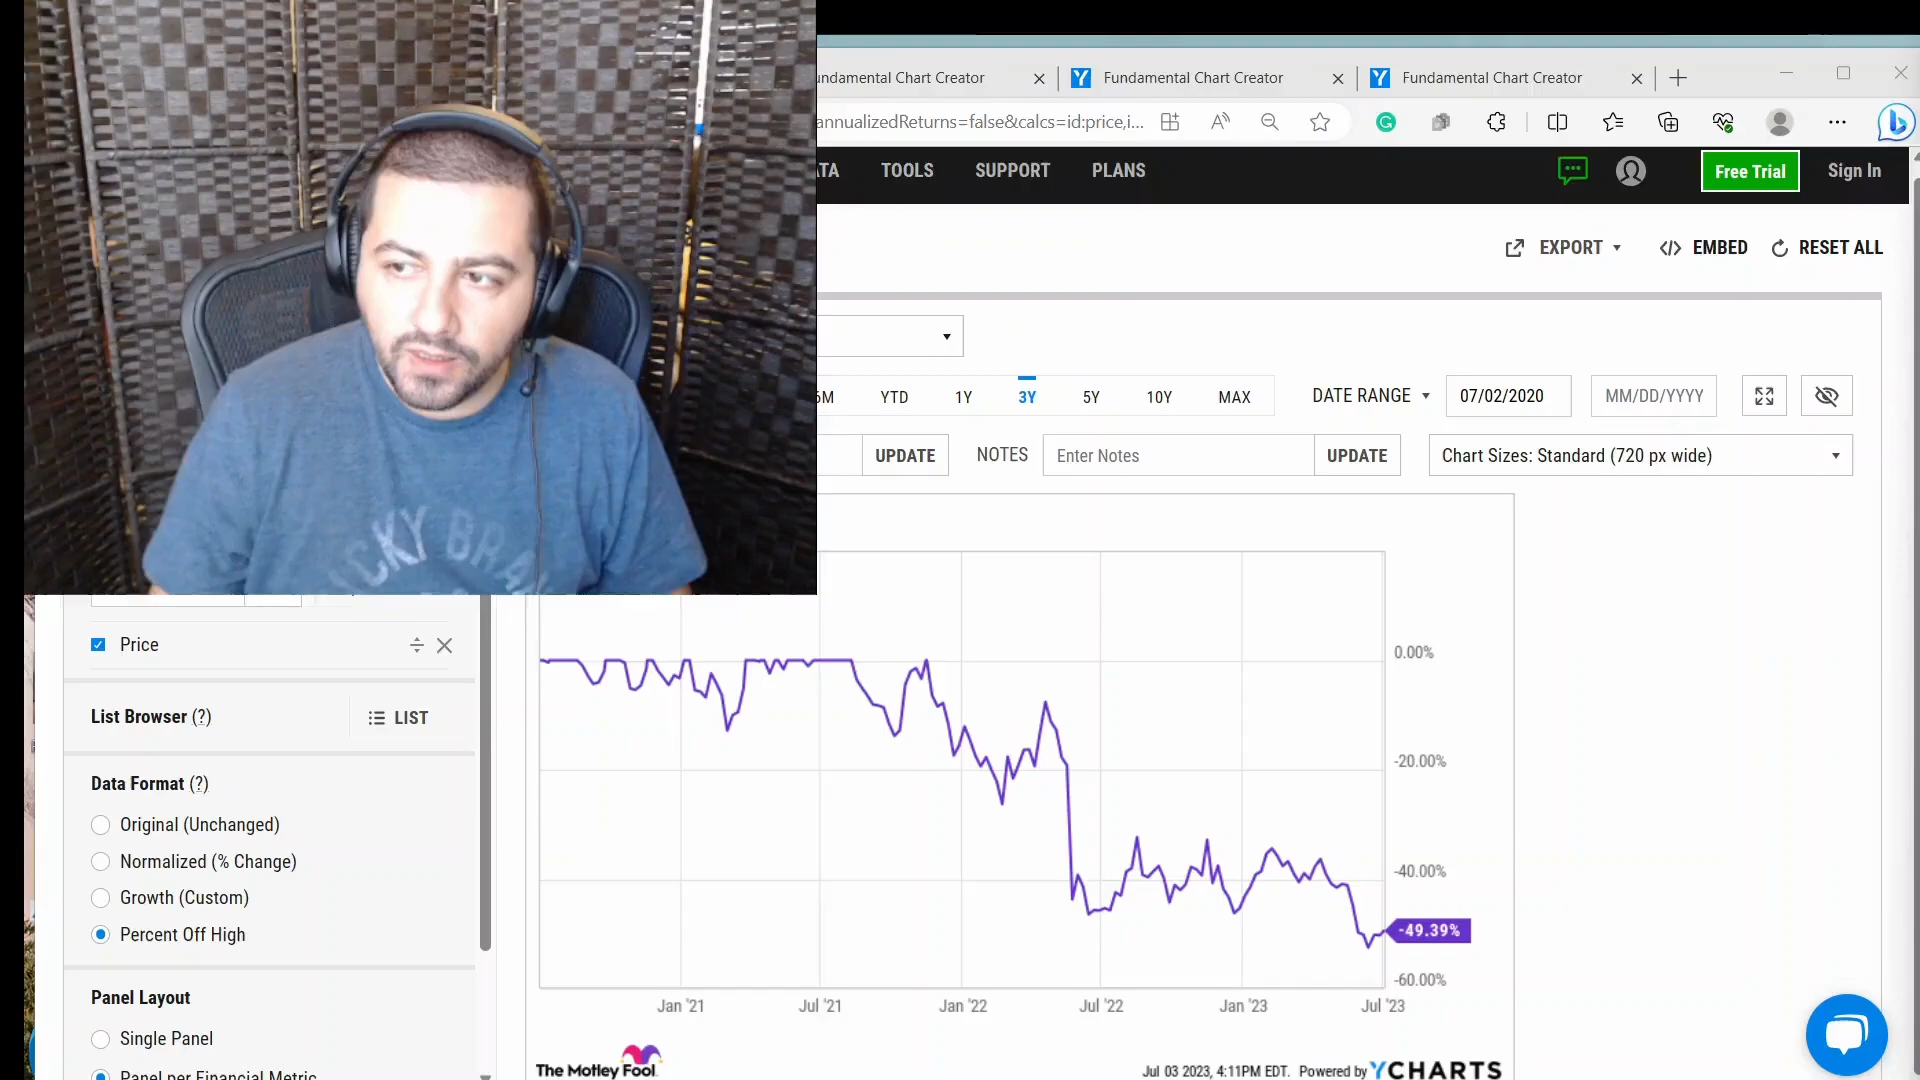 undamental Chart Creator
Fundamental Chart Creator
Fundamental Chart Creator
annualizedReturns=false&calcs=id:price,i...
TA
TOOLS
SUPPORT
PLANS
Free Trial
Sign In
EXPORT
EMBED
RESET ALL
6M
YTD
1Y
3Y
5Y
10Y
MAX
DATE RANGE
07/02/2020
MM/DD/YYYY
UPDATE
NOTES
Enter Notes
UPDATE
Chart Sizes: Standard (720 px wide)
CKY BRA
Price
List Browser (?)
LIST
Data Format (?)
Original (Unchanged)
Normalized (% Change)
Growth (Custom)
Percent Off High
Panel Layout
Single Panel
Panel per Financial Metric
0.00%
-20.00%
-40.00%
-49.39%
-60.00%
Jan '21
Jul '21
Jan '22
Jul '22
Jan '23
Jul '23
The Motley Fool
Jul 03 2023, 4:11PM EDT. Powered by YCHARTS